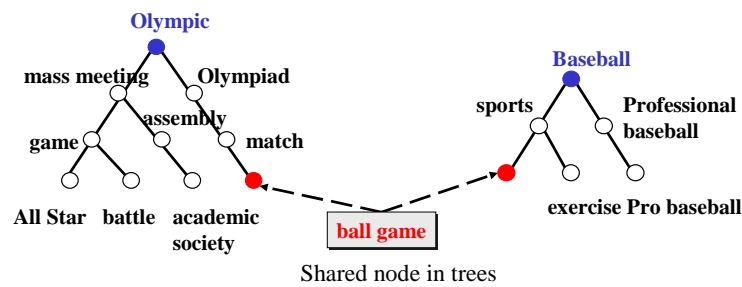 Olympic
Baseball
mass meeting
Olympiad
sports
Professional
baseball
assembly
game
match
All Star
battle
academic
society
ball game
exercise
Pro baseball
Shared node in trees